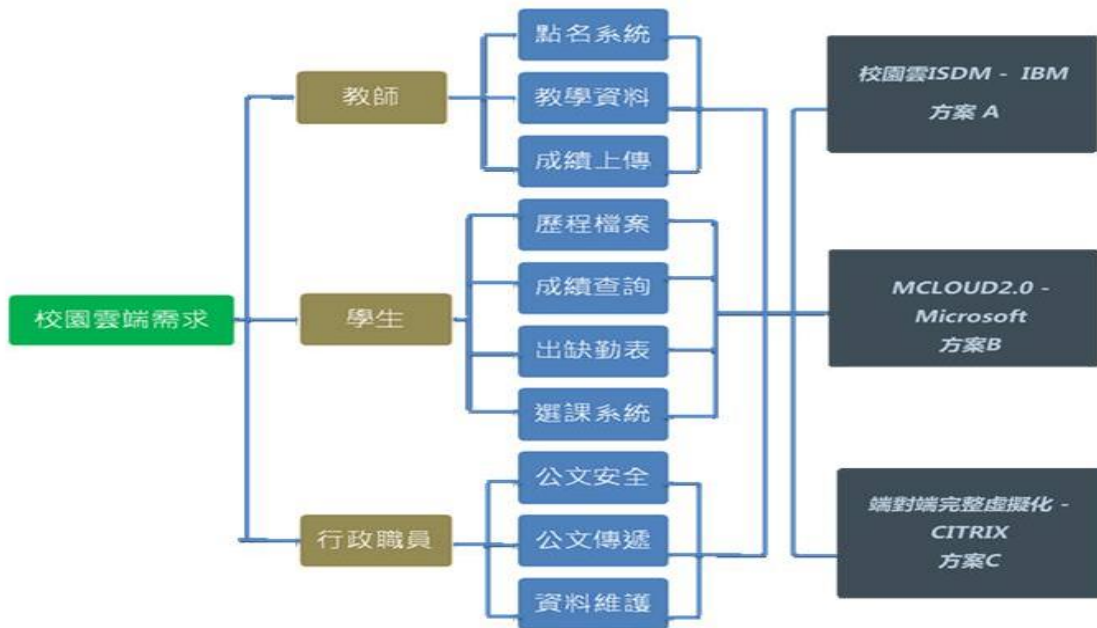 校園雲端需求
教師
學生
行政職員
點名系統
教學資料
成績上傳
歷程檔案
成績查詢
出缺勤表
選課系統
公文安全
公文傳遞
資料維護
校園雲ISDM - IBM
方案 A
MCLOUD2.0 -
Microsoft
方案B
端對端完整虛擬化 -
CITRIX
方案C